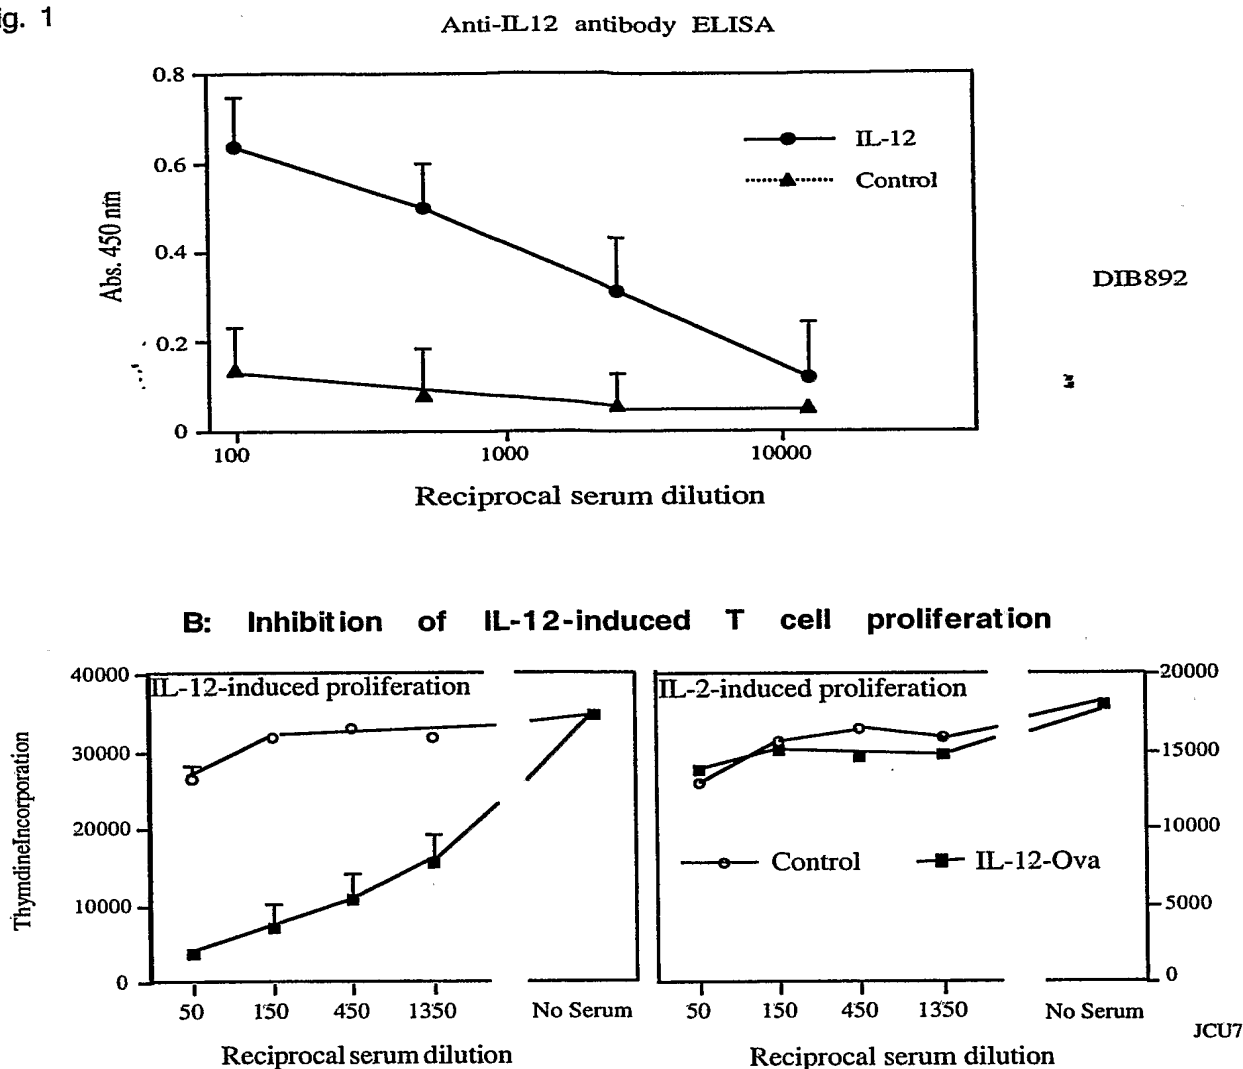 ig. 1
Anti-IL12 antibody ELISA
0.8
0.6
0.4
0.2
0
Abs. 450 nm
IL-12
Control
DIB892
100
1000
10000
Reciprocal serum dilution
B: Inhibition of IL-12-induced T cell proliferation
40000
30000
20000
10000
0
ThymdineIncorporation
IL-12-induced proliferation
50
150
450
1350
No Serum
Reciprocal serum dilution
IL-2-induced proliferation
Control
IL-12-Ova
20000
15000
10000
5000
0
50
150
450
1350
No Serum
Reciprocal serum dilution
JCU7